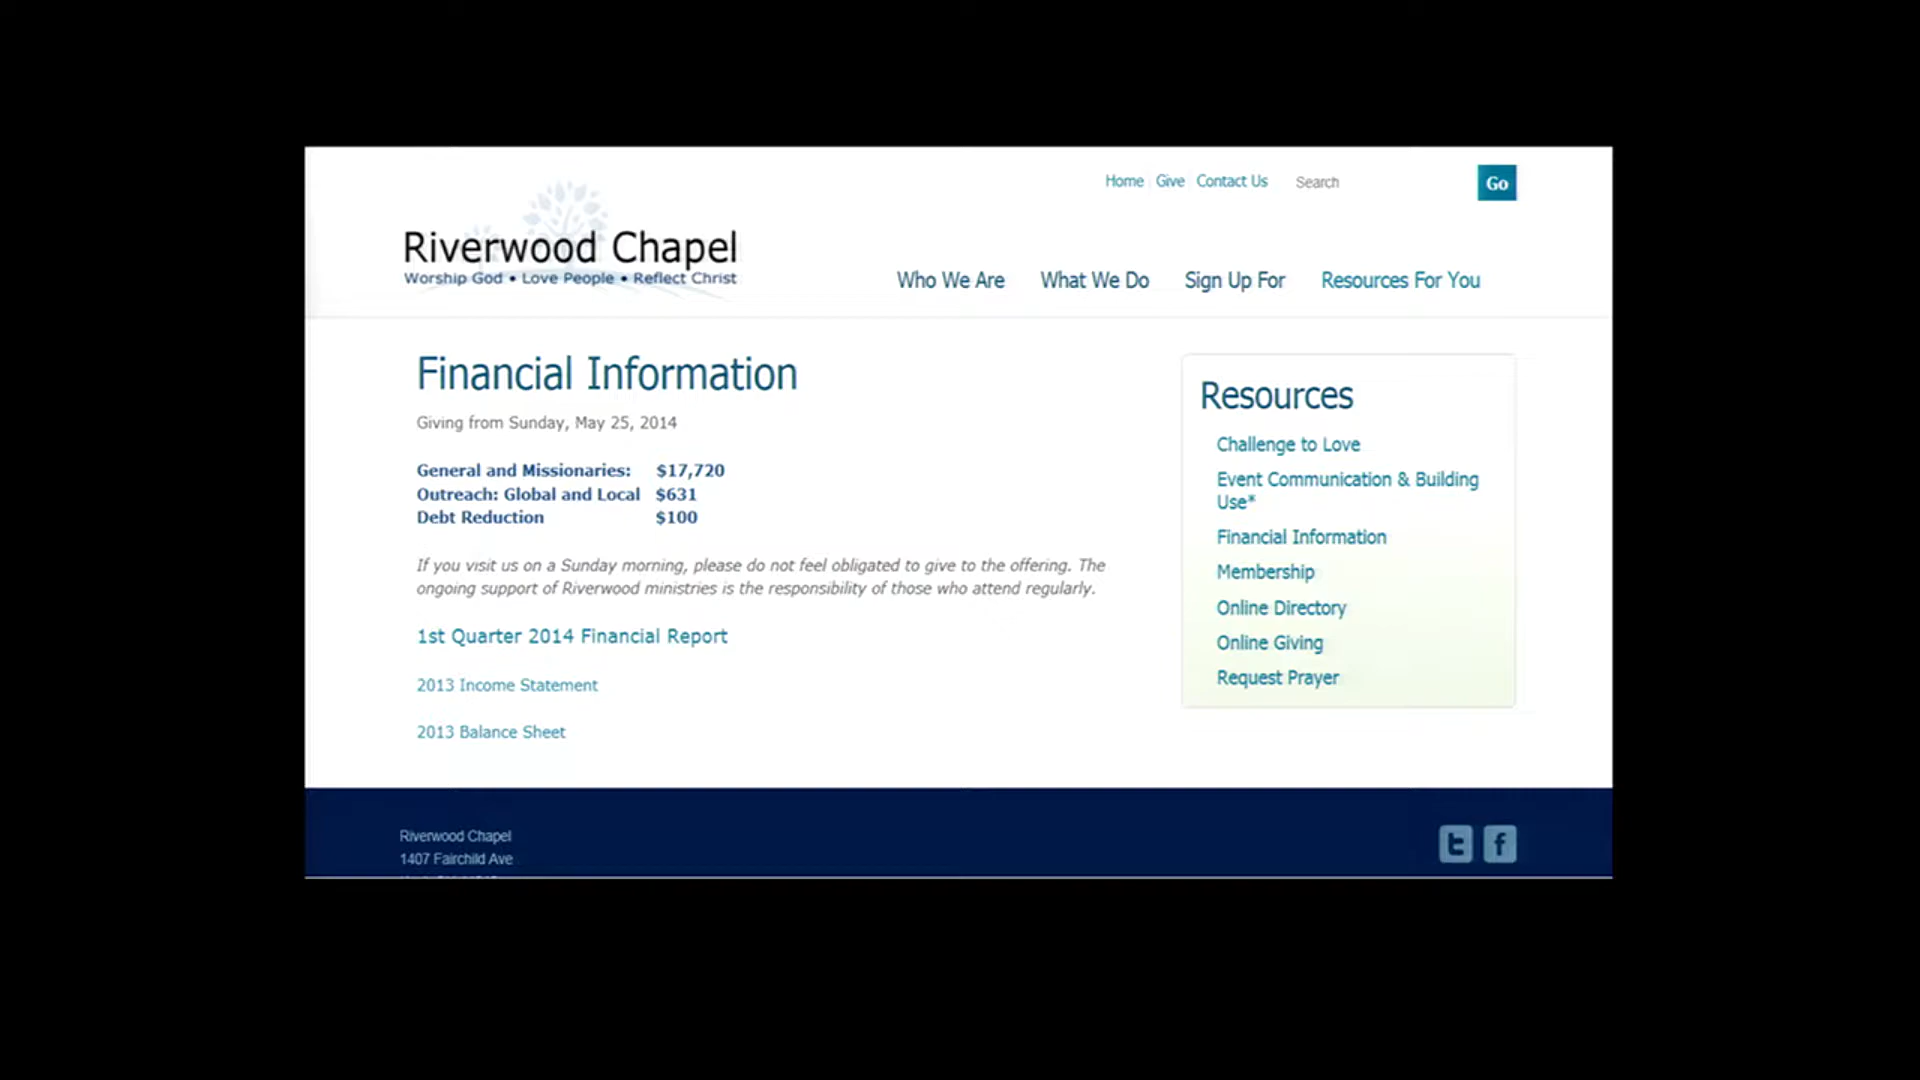 Home Give Contact Us Search Go
Riverwood Chapel
Worship God • Love People • Reflect Christ
Who We Are What We Do Sign Up For Resources For You
Financial Information
Giving from Sunday, May 25, 2014
General and Missionaries: $17,720
Outreach: Global and Local $631
Debt Reduction $100
If you visit us on a Sunday morning, please do not feel obligated to give to the offering. The
ongoing support of Riverwood ministries is the responsibility of those who attend regularly.
1st Quarter 2014 Financial Report
2013 Income Statement
2013 Balance Sheet
Resources
Challenge to Love
Event Communication & Building
Use*
Financial Information
Membership
Online Directory
Online Giving
Request Prayer
Riverwood Chapel
1407 Fairchild Ave
t f